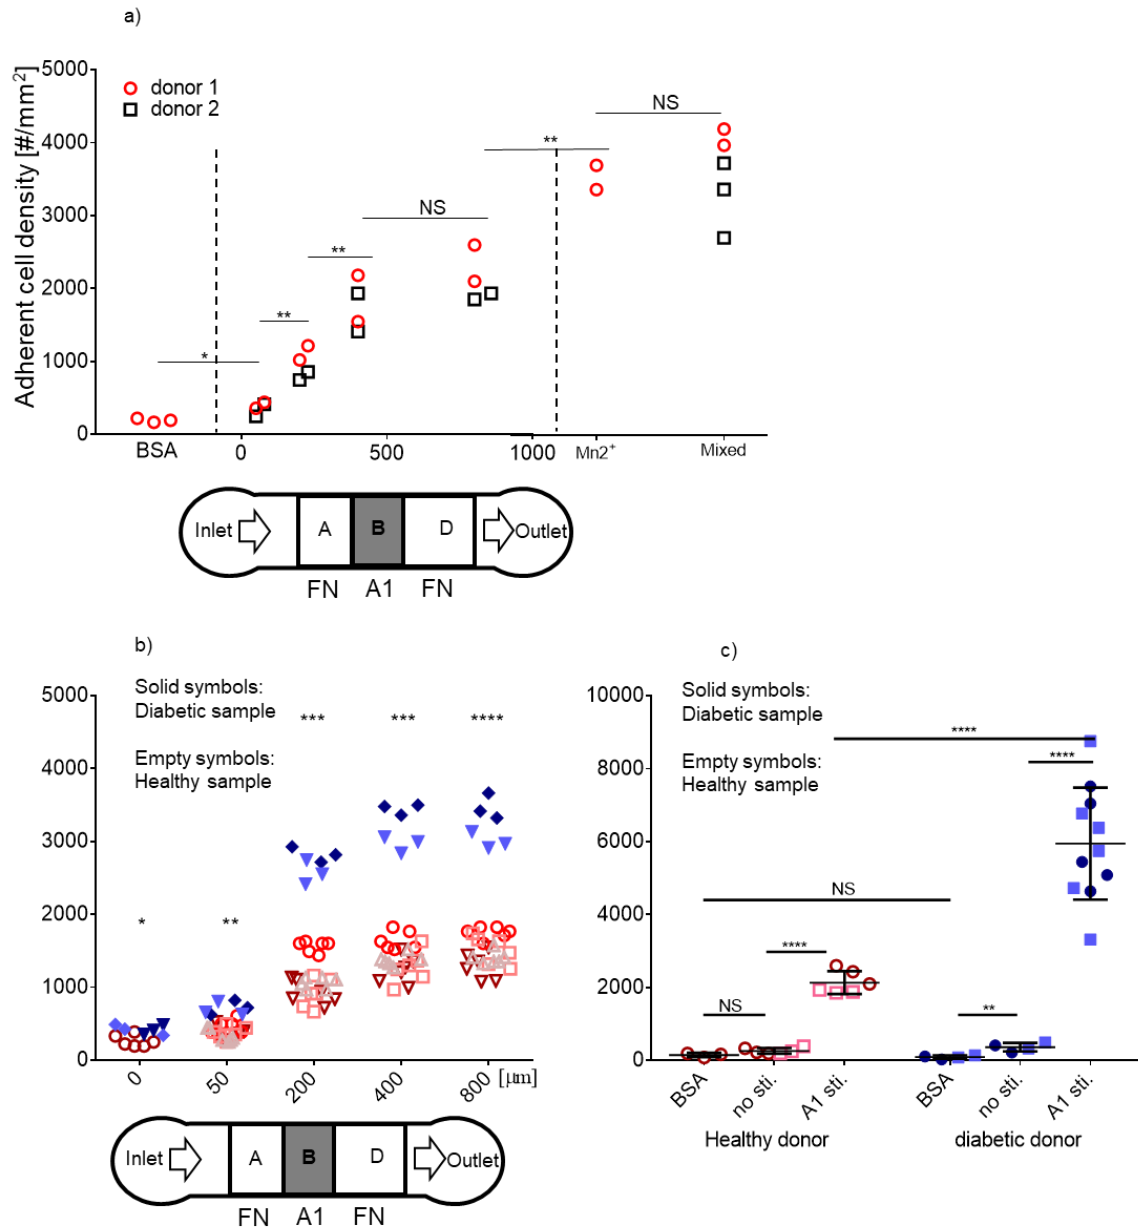 a)
5000
4000
3000
2000
1000
0
Adherent cell density [#/mm²]
donor 1
donor 2
*
**
**
NS
**
NS
BSA
0
500
1000
Mn2⁺
Mixed
Inlet
A
B
D
Outlet
FN
A1
FN
b)
Solid symbols:
Diabetic sample
Empty symbols:
Healthy sample
5000
4000
3000
2000
1000
0
*
**
***
***
****
0
50
200
400
800
[μm]
Inlet
A
B
D
Outlet
FN
A1
FN
c)
Solid symbols:
Diabetic sample
Empty symbols:
Healthy sample
10000
8000
6000
4000
2000
0
****
****
NS
****
NS
**
BSA
no sti.
A1 sti.
BSA
no sti.
A1 sti.
Healthy donor
diabetic donor